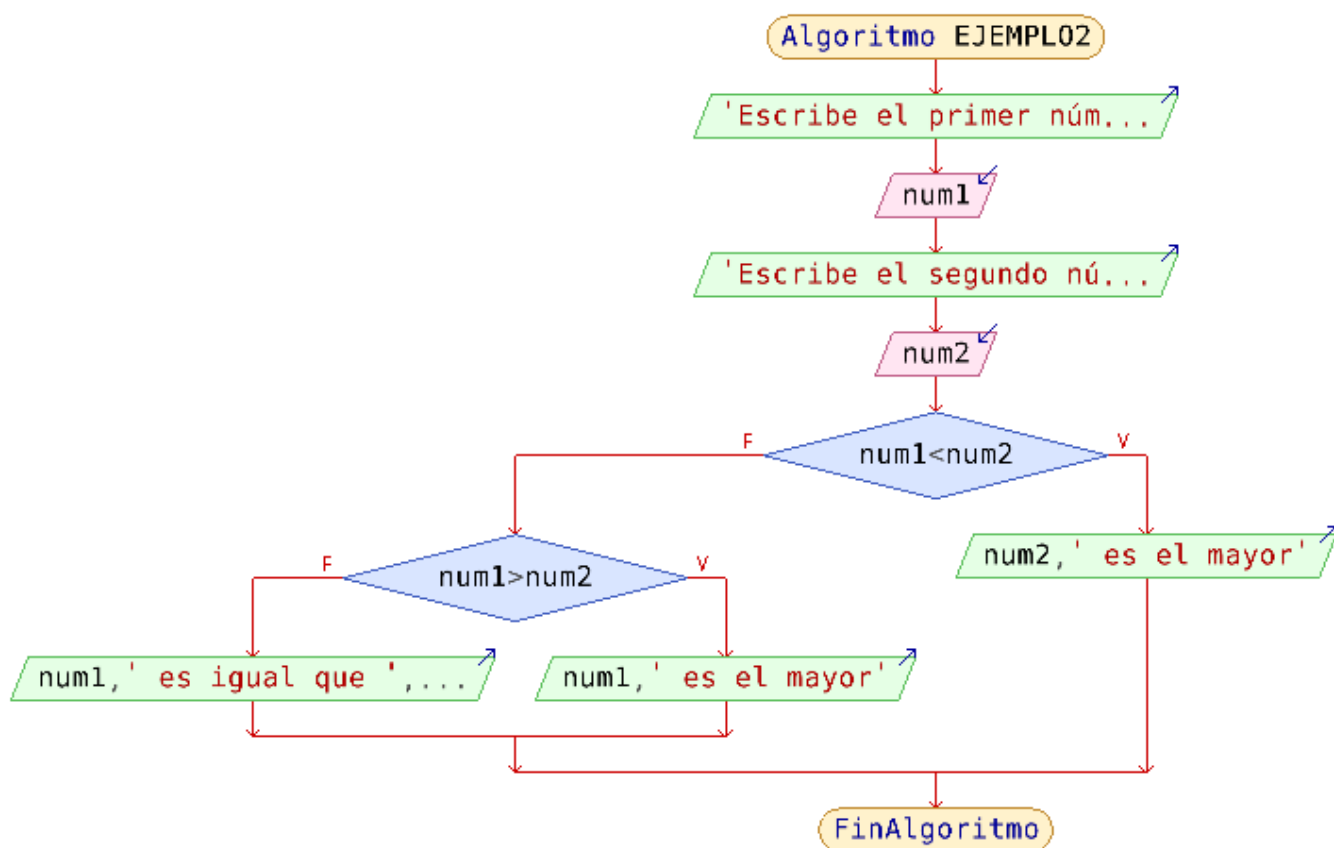 Algoritmo EJEMPLO2
'Escribe el primer núm...
num1
'Escribe el segundo nú...
num2
F
num1<num2
V
num2,' es el mayor'
F
num1>num2
V
num1,' es igual que ',...
num1,' es el mayor'
FinAlgoritmo